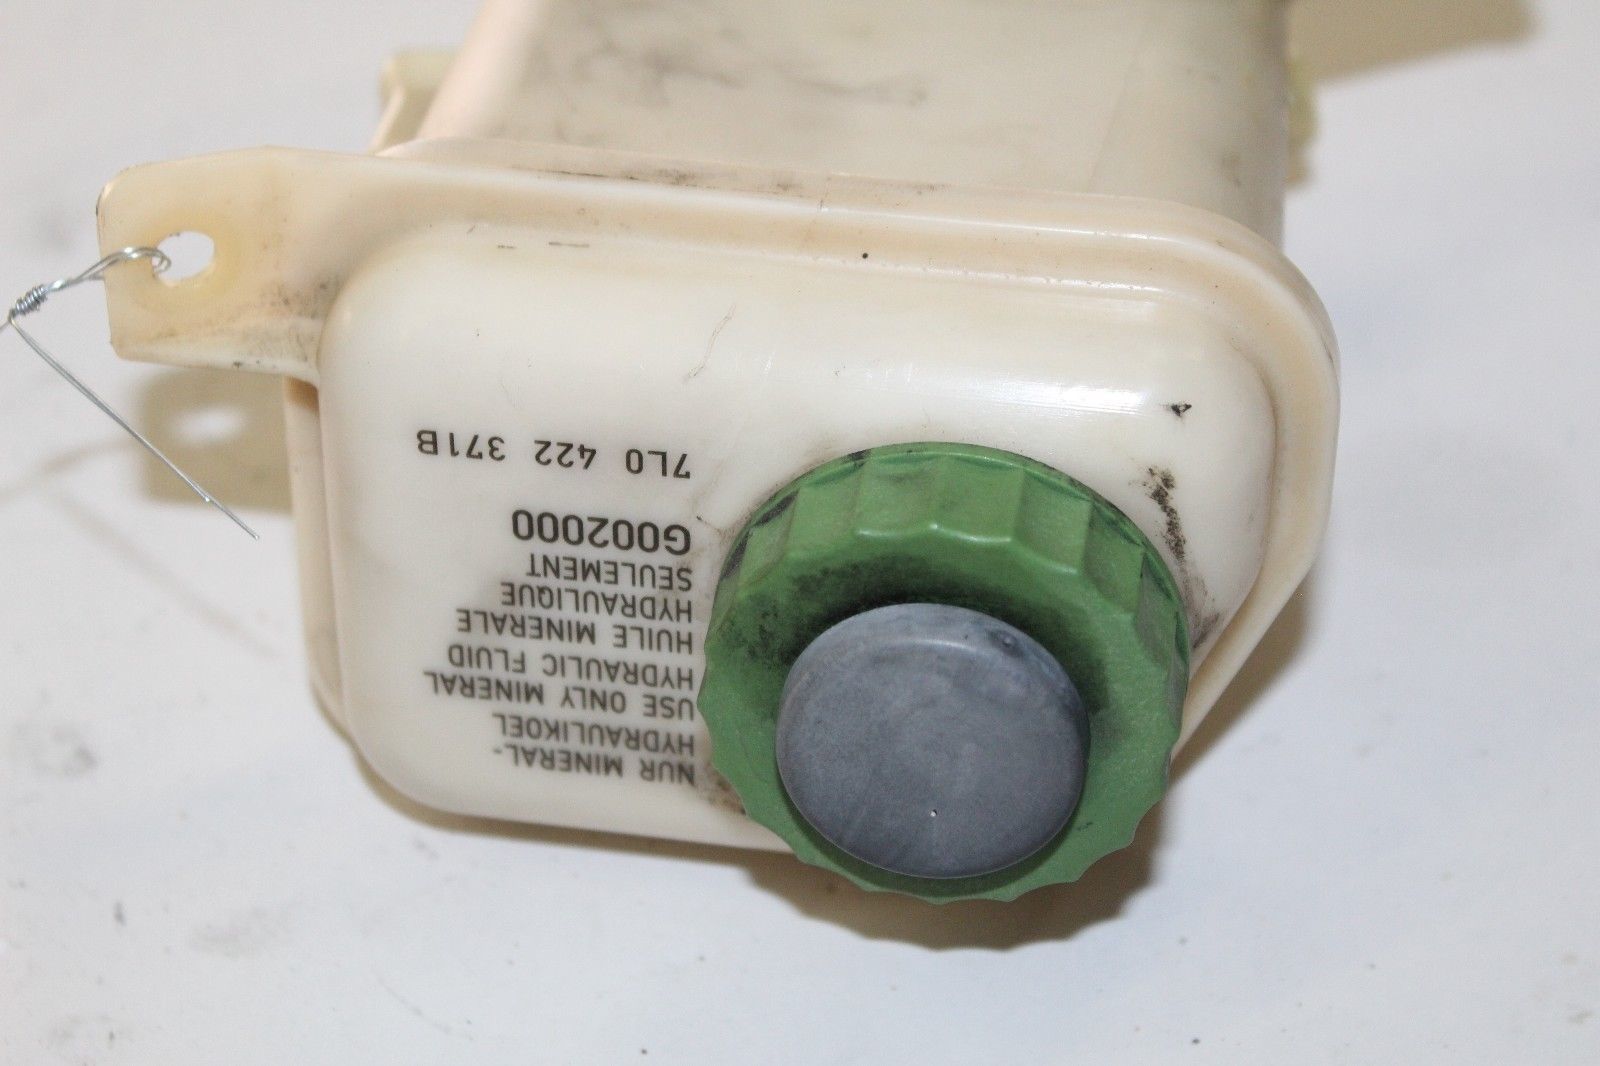 NUR MINERAL-
HYDRAULIKOEL
USE ONLY MINERAL
HYDRAULIC FLUID
HUILE MINERALE
HYDRAULIQUE
SEULEMENT
G002000
7L0 422 371B